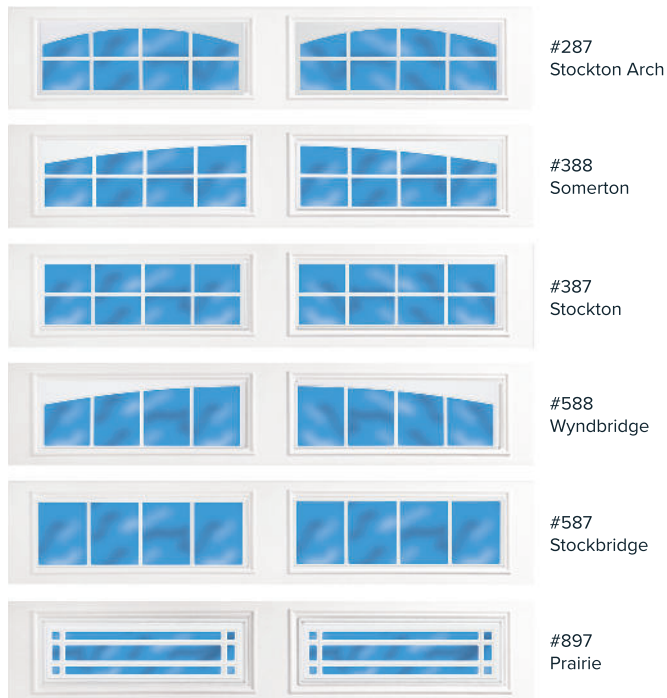 #287
Stockton Arch
#388
Somerton
#387
Stockton
#588
Wyndbridge
#587
Stockbridge
#897
Prairie